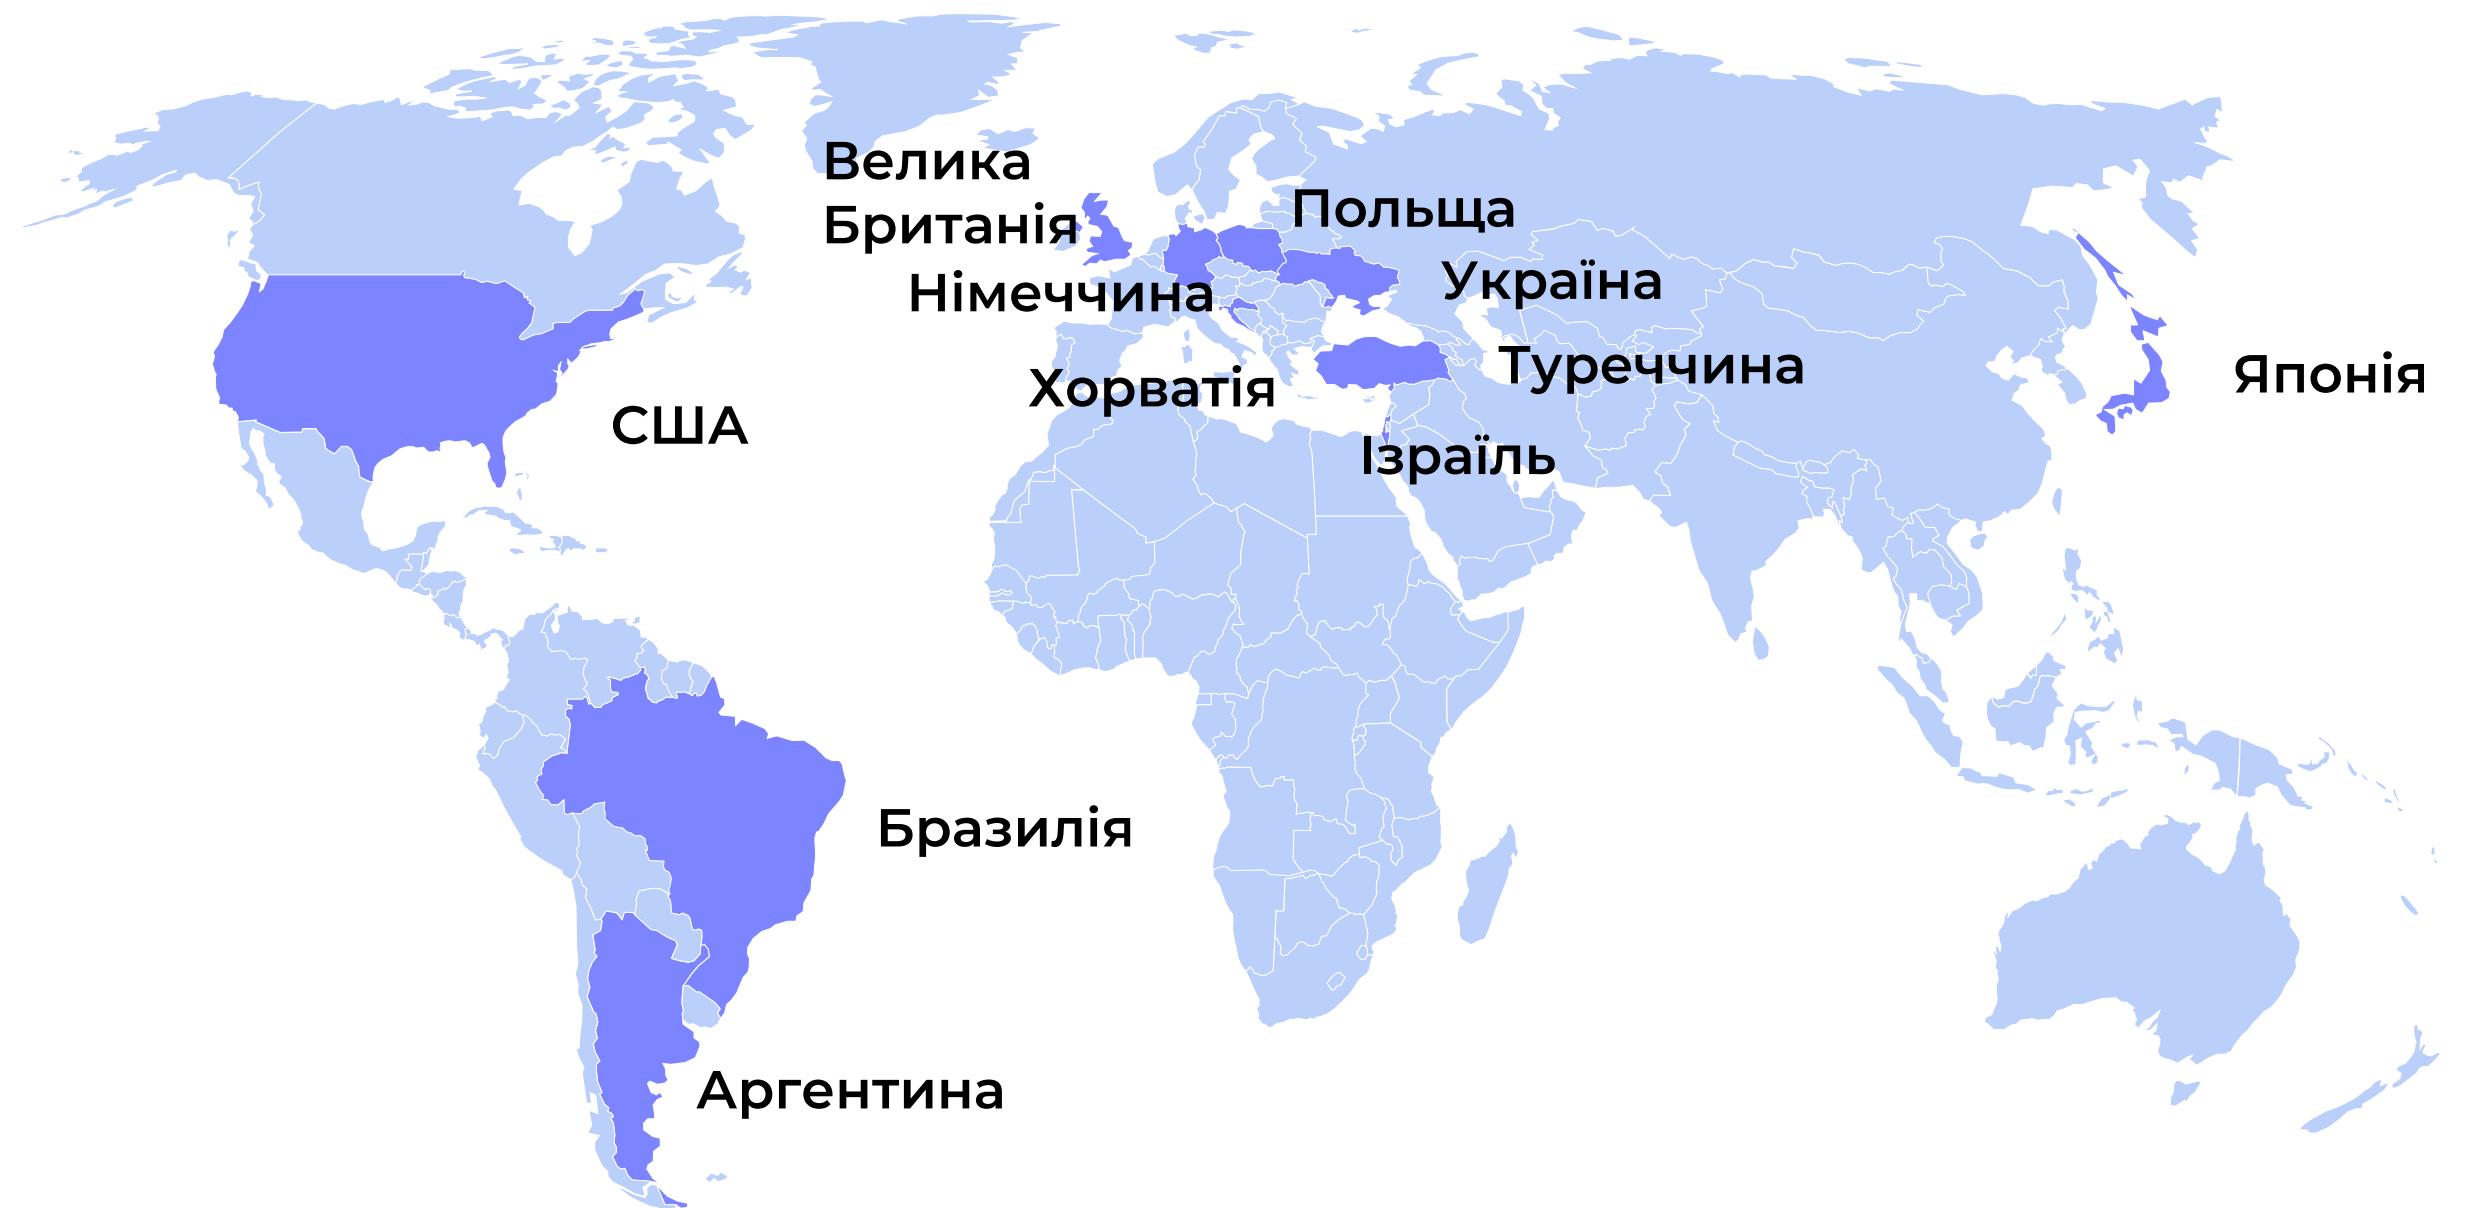 Велика
Британія
Польща
Німеччина
Україна
Хорватія
Туреччина
Японія
США
Ізраїль
Бразилія
Аргентина